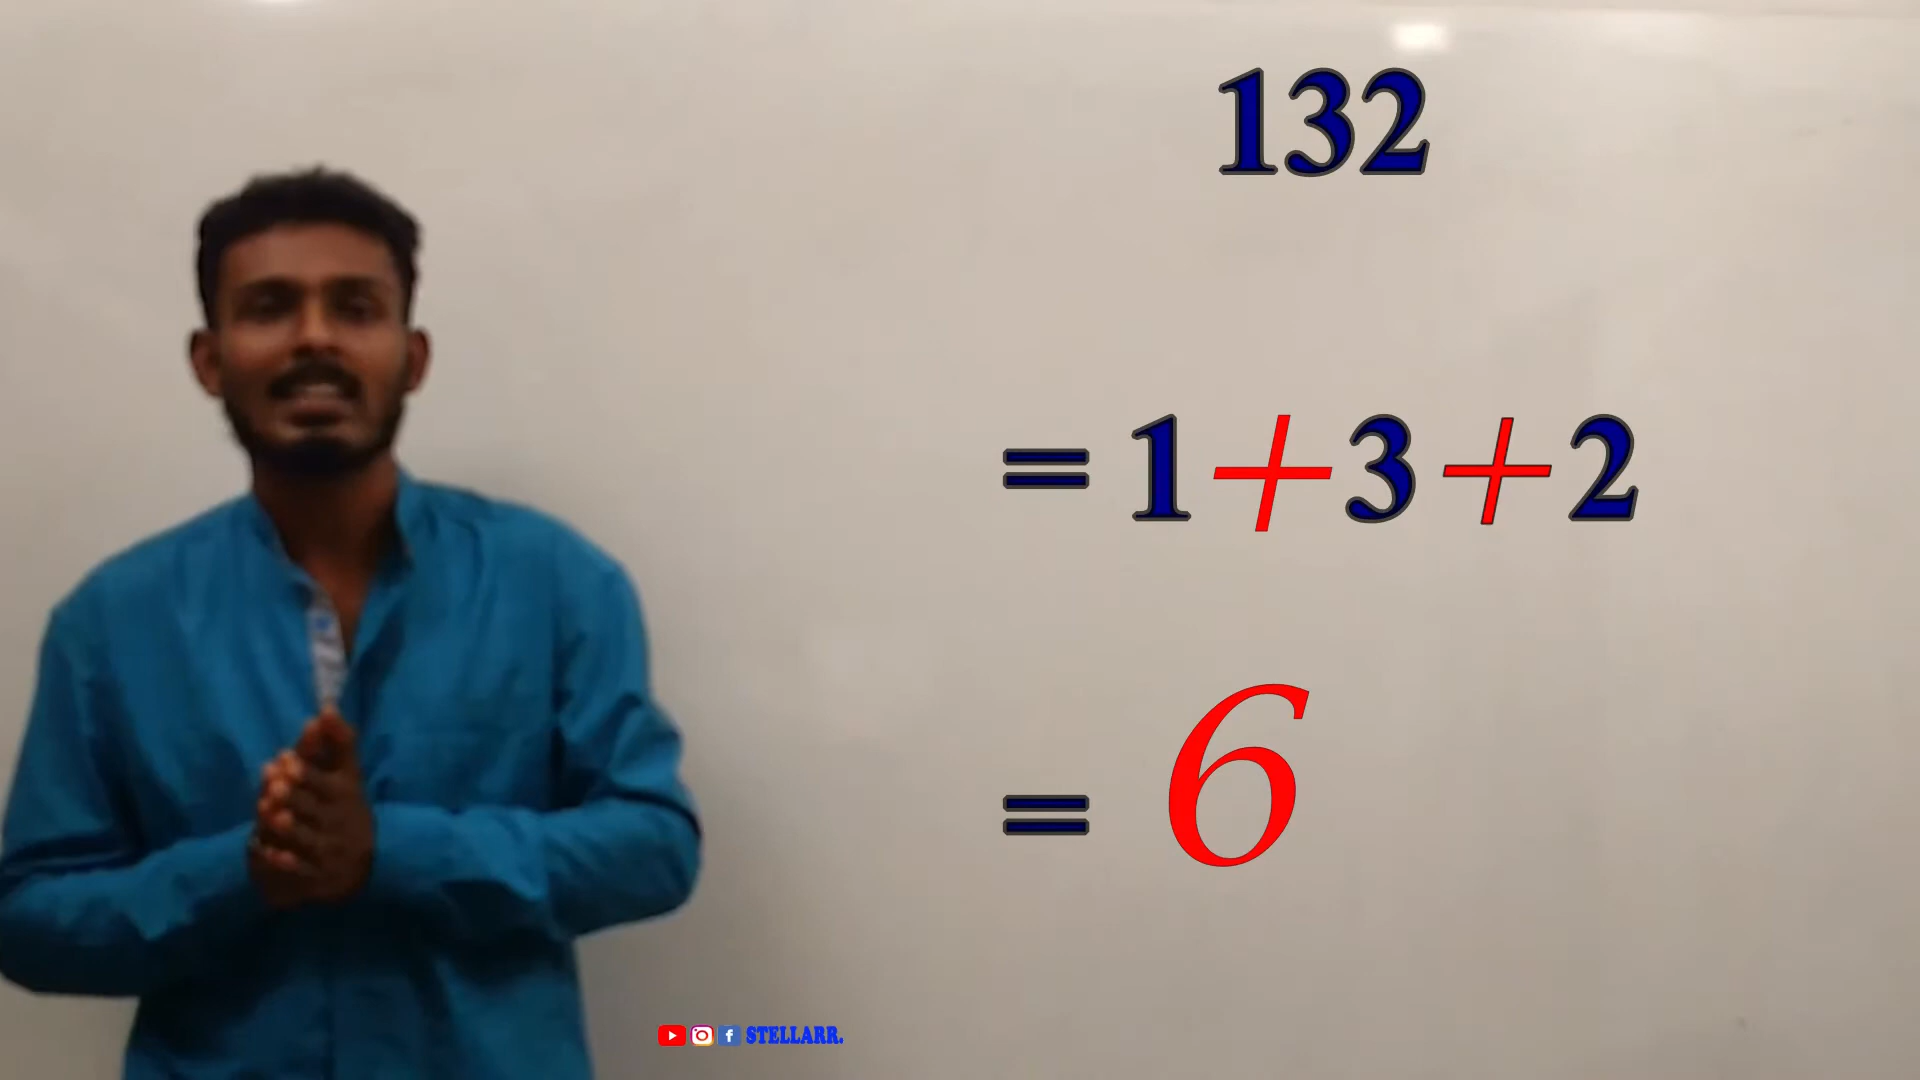 132
= 1 + 3 + 2
= 6
STELLARR.